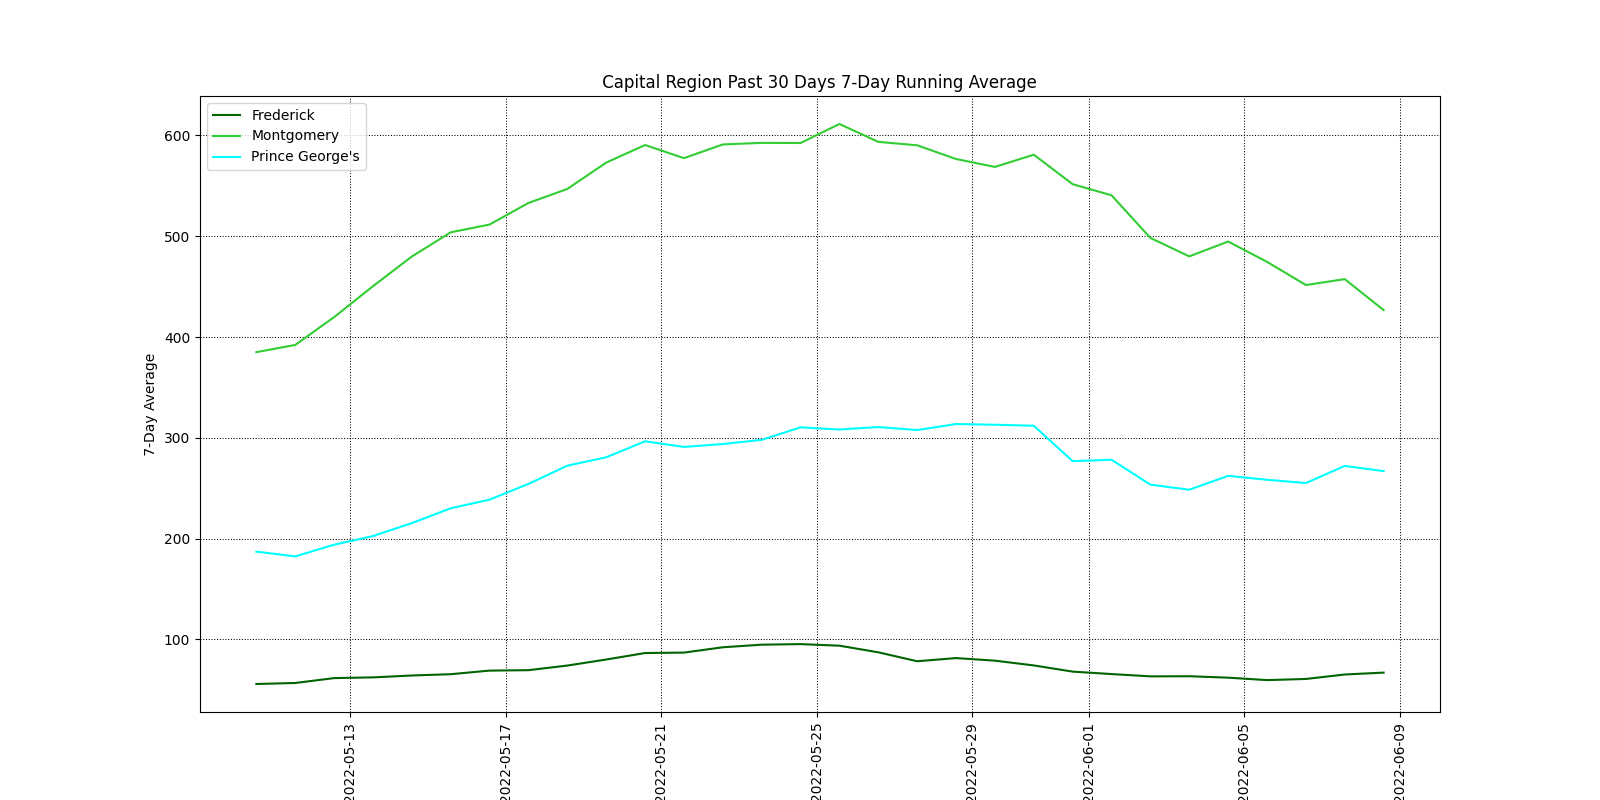 Capital Region Past 30 Days 7-Day Running Average
Frederick
Montgomery
Prince George's
7-Day Average
600
500
400
300
200
100
2022-05-13
2022-05-17
2022-05-21
2022-05-25
2022-05-29
2022-06-01
2022-06-05
2022-06-09